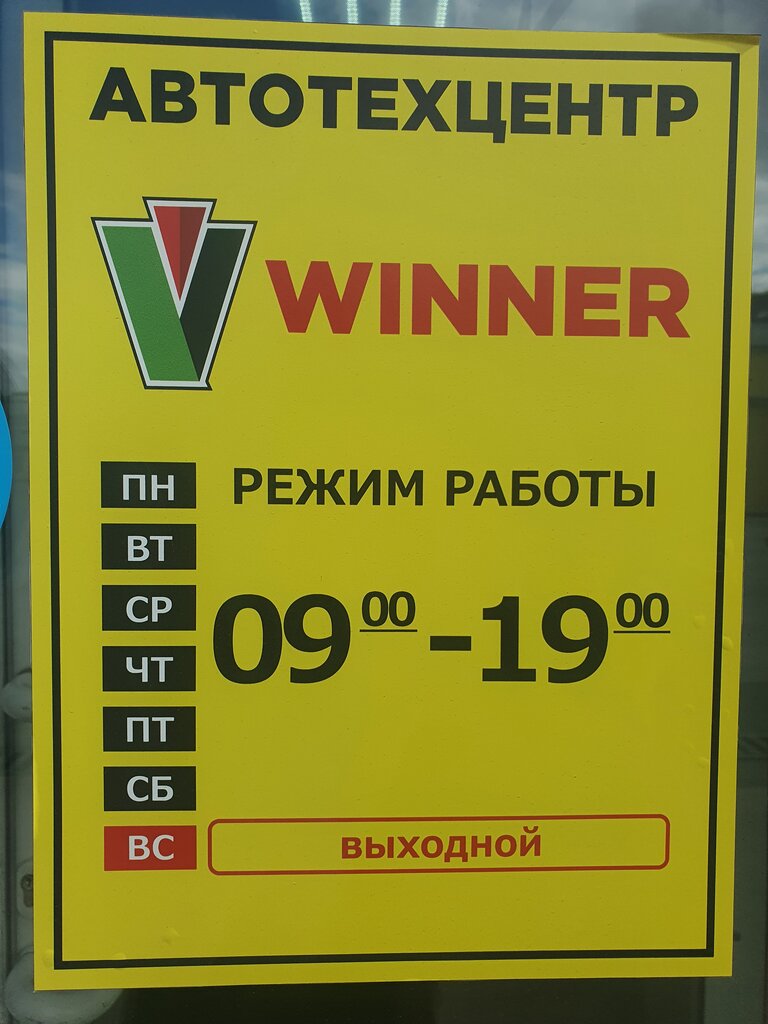 АВТОТЕХЦЕНТР
WINNER
ПН РЕЖИМ РАБОТЫ
ВТ
СР 09 00 - 19 00
ЧТ
ПТ
СБ
ВС ВЫХОДНОЙ